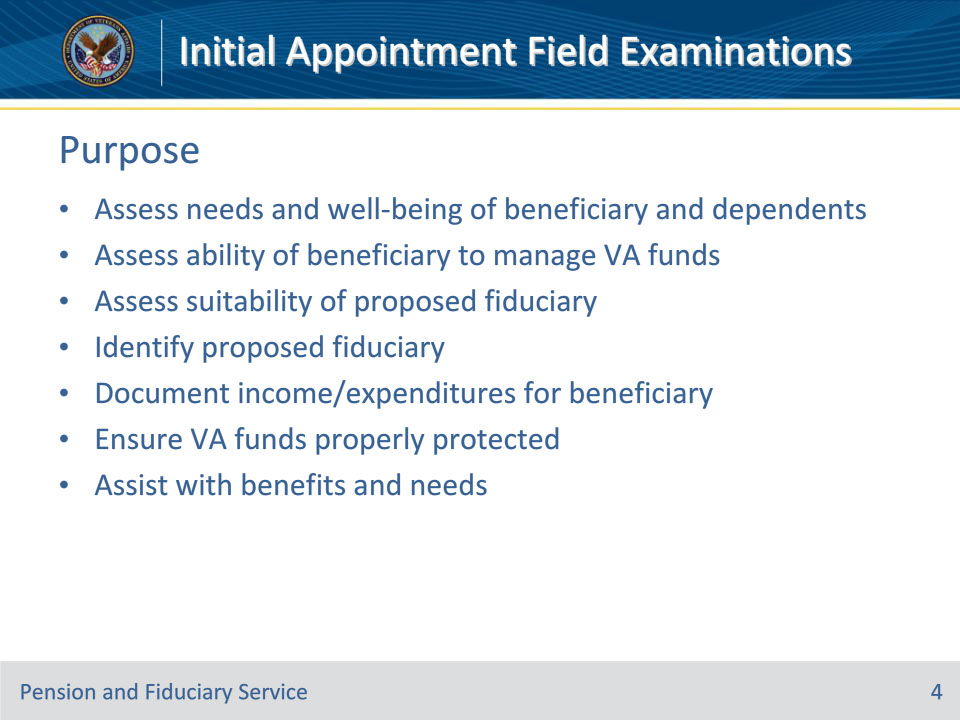 Initial Appointment Field Examinations
Purpose
• Assess needs and well-being of beneficiary and dependents
• Assess ability of beneficiary to manage VA funds
• Assess suitability of proposed fiduciary
• Identify proposed fiduciary
• Document income/expenditures for beneficiary
• Ensure VA funds properly protected
• Assist with benefits and needs
Pension and Fiduciary Service
4